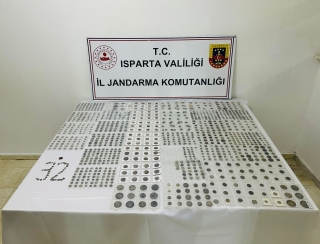 T.C.
ISPARTA VALİLİĞİ
İL JANDARMA KOMUTANLIĞI
32